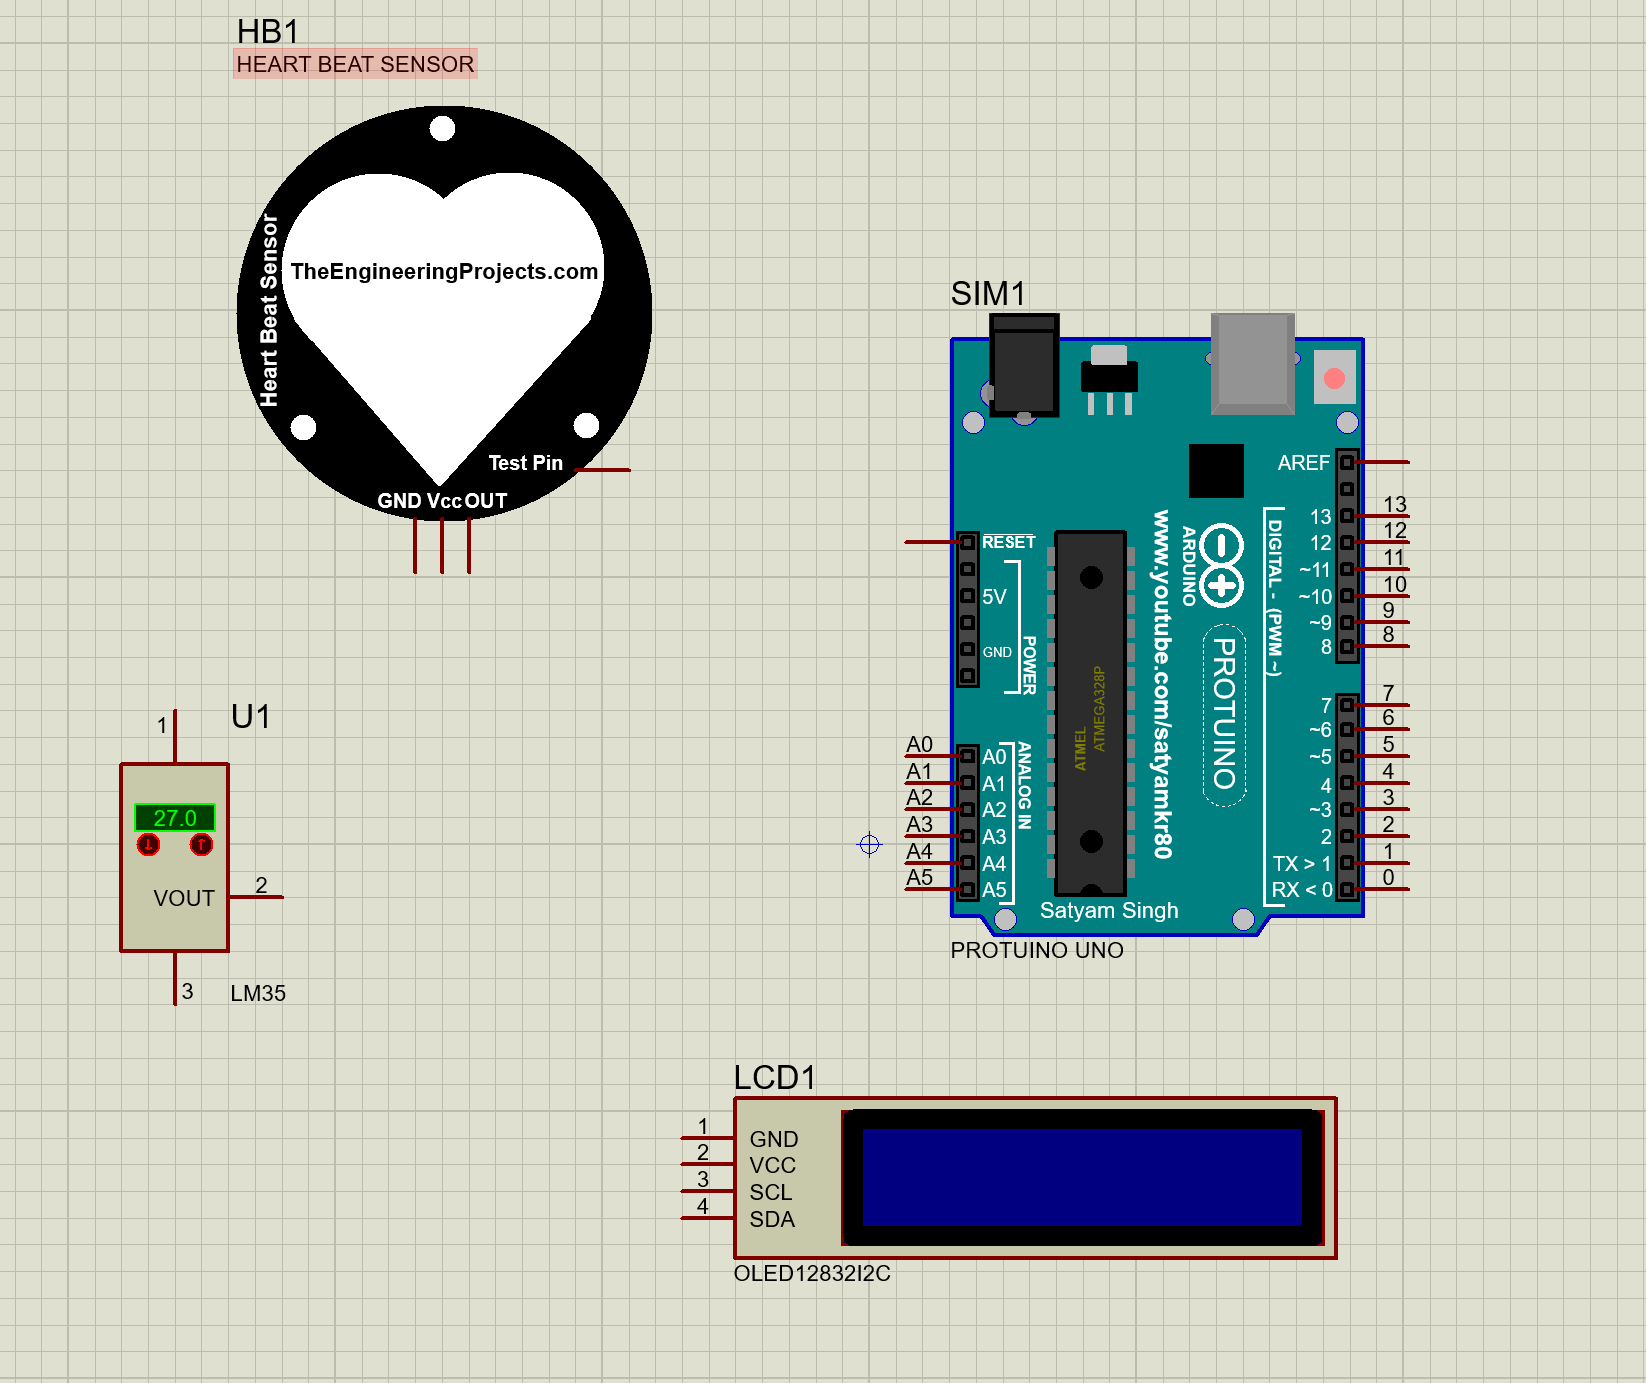 HB1
HEART BEAT SENSOR
Heart Beat Sensor
TheEngineeringProjects.com
Test Pin
GND Vcc OUT
SIM1
AREF
13 13
12 12
~11 11
~10 10
~9 9
8 8
7 7
~6 6
~5 5
4 4
~3 3
2 2
TX > 1 1
RX < 0 0
DIGITAL - (PWM ~)
ARDUINO
PROTUINO
www.youtube.com/satyamkr80
RESET
5V
GND
POWER
A0 A0
A1 A1
A2 A2
A3 A3
A4 A4
A5 A5
ANALOG IN
ATMEL
ATMEGA328P
Satyam Singh
PROTUINO UNO
U1
1
27.0
VOUT 2
3
LM35
LCD1
1 GND
2 VCC
3 SCL
4 SDA
OLED12832I2C